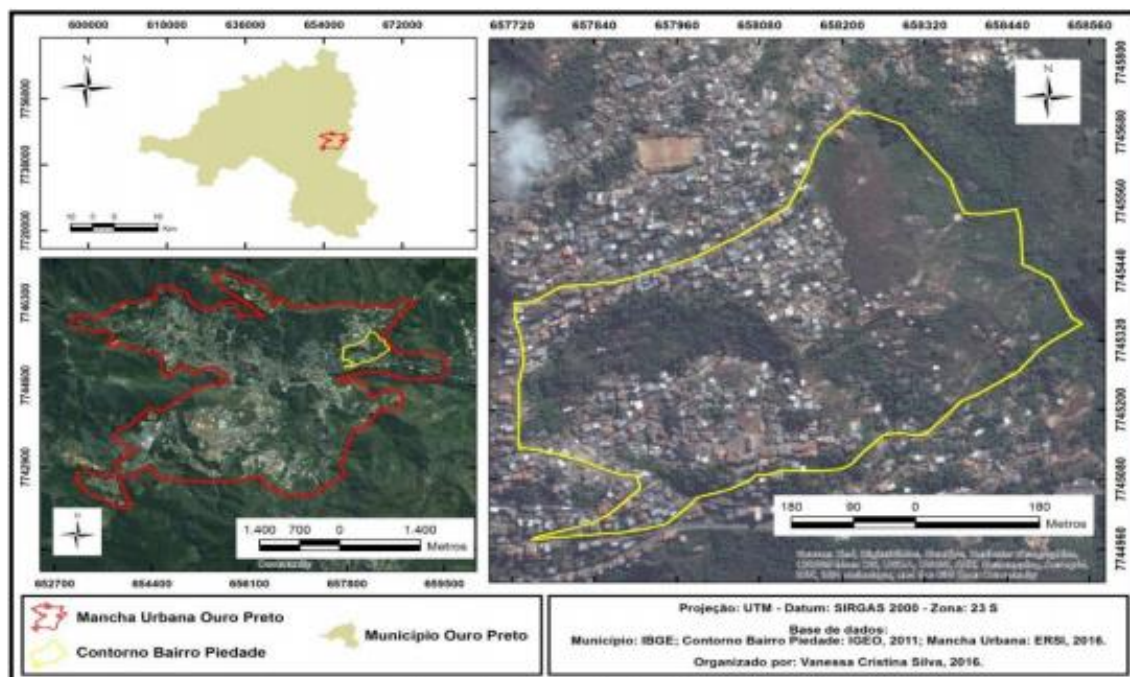 600000 618000 636000 654000 672000
N
7756000
7738000
7720000
Km
657720 657840 657960 658080 658200 658320 658440 658560
N
7745800
7745680
7745560
7745440
7745320
7745200
7745080
7744960
180 90 0 180
Metros
7746300
7744600
7742900
1.400 700 0 1.400
Metros
652700 654400 656100 657800 659500
Mancha Urbana Ouro Preto
Contorno Bairro Piedade
Município Ouro Preto
Projeção: UTM - Datum: SIRGAS 2000 - Zona: 23 S
Base de dados:
Município: IBGE; Contorno Bairro Piedade: IGEO, 2011; Mancha Urbana: ERSI, 2016.
Organizado por: Vanessa Cristina Silva, 2016.